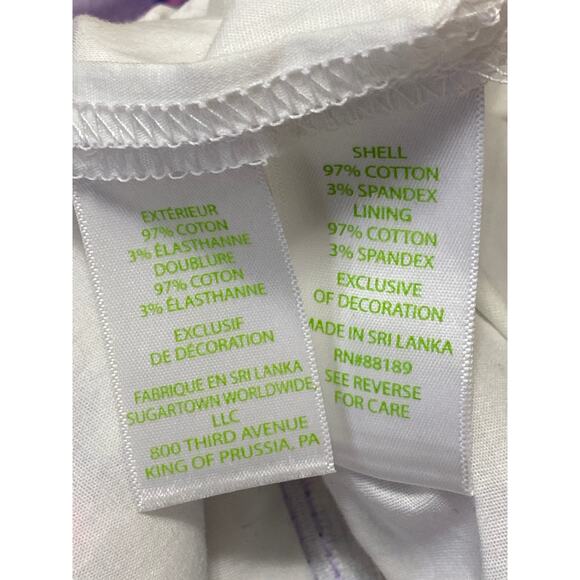 EXTÉRIEUR
97% COTON
3% ÉLASTHANNE
DOUBLURE
97% COTON
3% ÉLASTHANNE
EXCLUSIF
DE DÉCORATION
FABRIQUE EN SRI LANKA
SUGARTOWN WORLDWIDE
LLC
800 THIRD AVENUE
KING OF PRUSSIA, PA
SHELL
97% COTTON
3% SPANDEX
LINING
97% COTTON
3% SPANDEX
EXCLUSIVE
OF DECORATION
MADE IN SRI LANKA
RN#88189
SEE REVERSE
FOR CARE